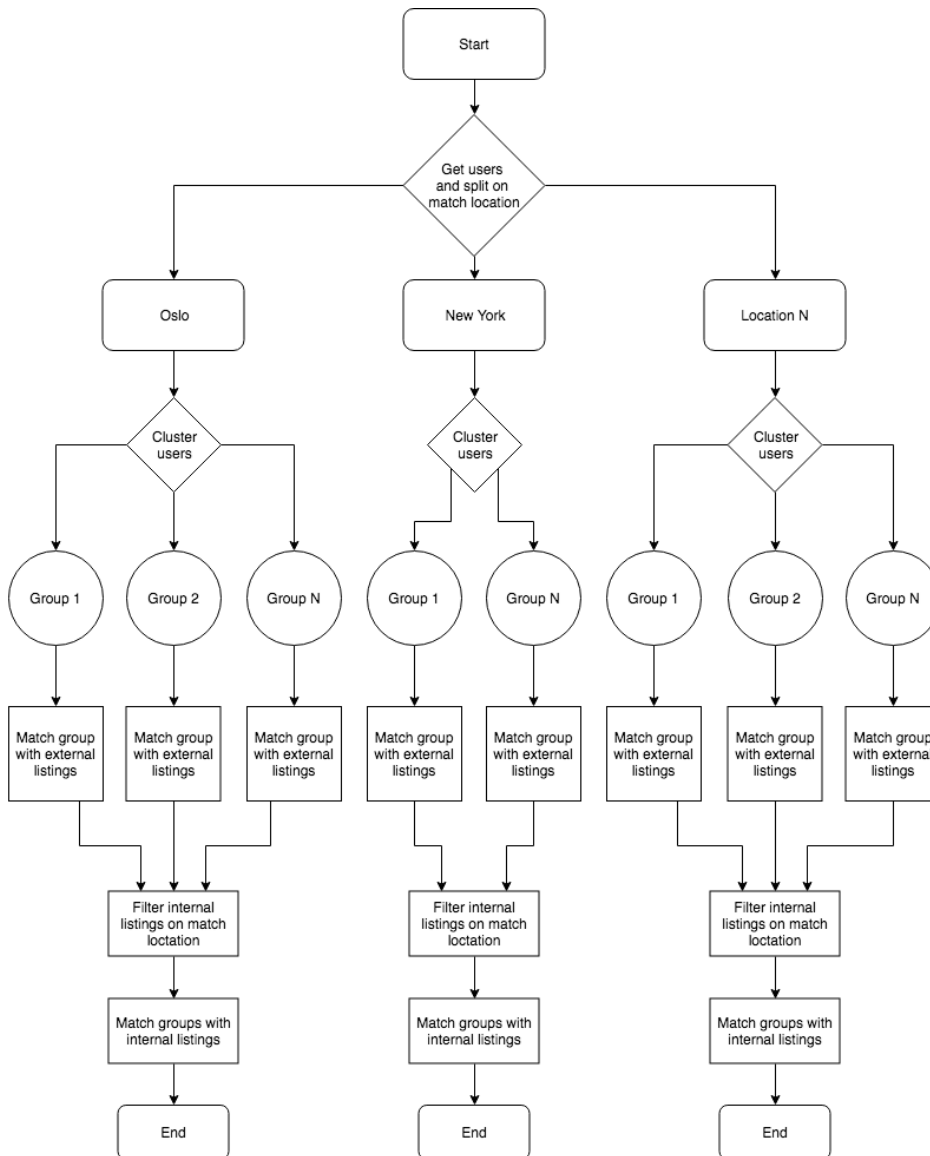 Start
Get users
and split on
match location
Oslo
New York
Location N
Cluster
users
Cluster
users
Cluster
users
Group 1
Group 2
Group N
Group 1
Group N
Group 1
Group 2
Group N
Match group
with external
listings
Match group
with external
listings
Match group
with external
listings
Match group
with external
listings
Match group
with external
listings
Match group
with external
listings
Match group
with external
listings
Match group
with external
listings
Filter internal
listings on match
loctation
Filter internal
listings on match
loctation
Filter internal
listings on match
loctation
Match groups with
internal listings
Match groups with
internal listings
Match groups with
internal listings
End
End
End